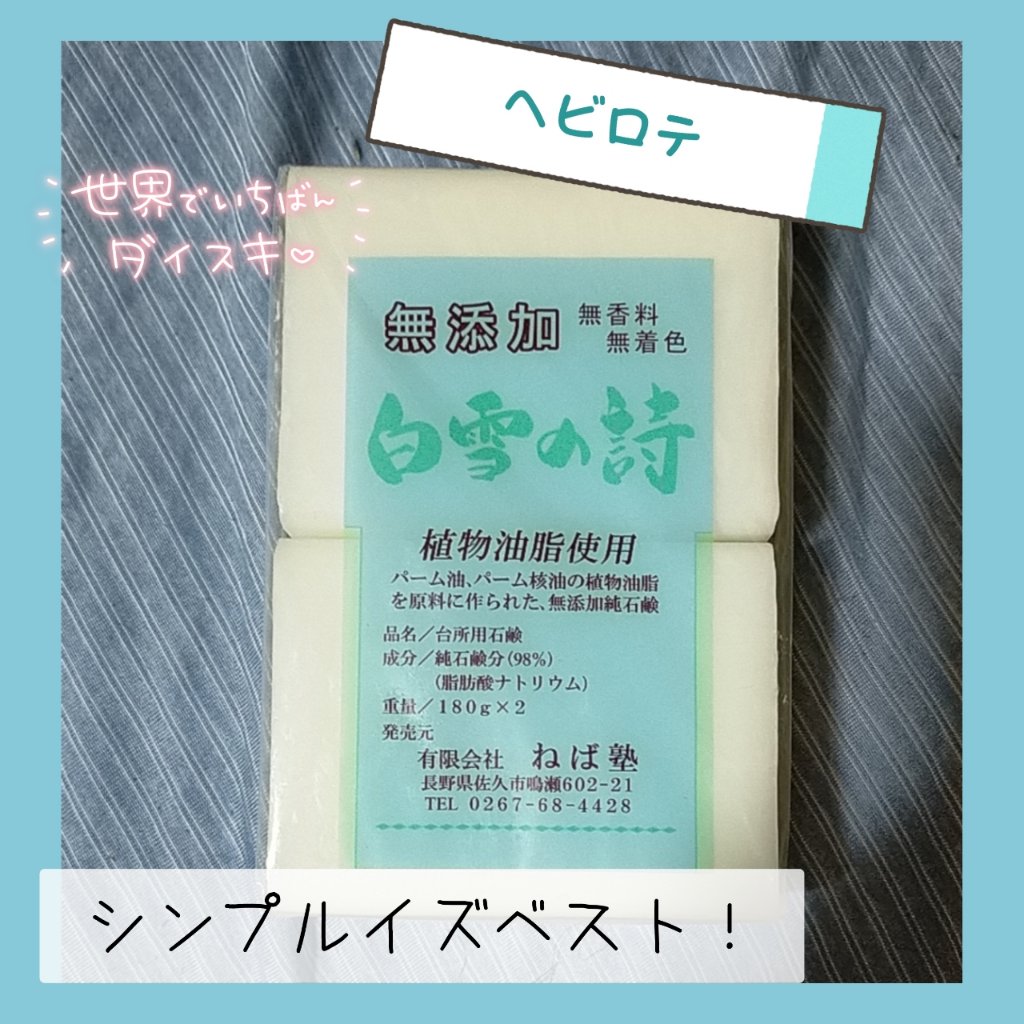 ヘビロテ
世界でいちばん
ダイスキ♡
無添加
無香料
無着色
白雪の詩
植物油脂使用
パーム油、パーム核油の植物油脂
を原料に作られた、無添加純石鹸
品名／台所用石鹸
成分／純石鹸分(98%)
(脂肪酸ナトリウム)
重量／180g×2
発売元
有限会社 ねば塾
長野県佐久市鳴瀬602-21
TEL 0267-68-4428
シンプルイズベスト！